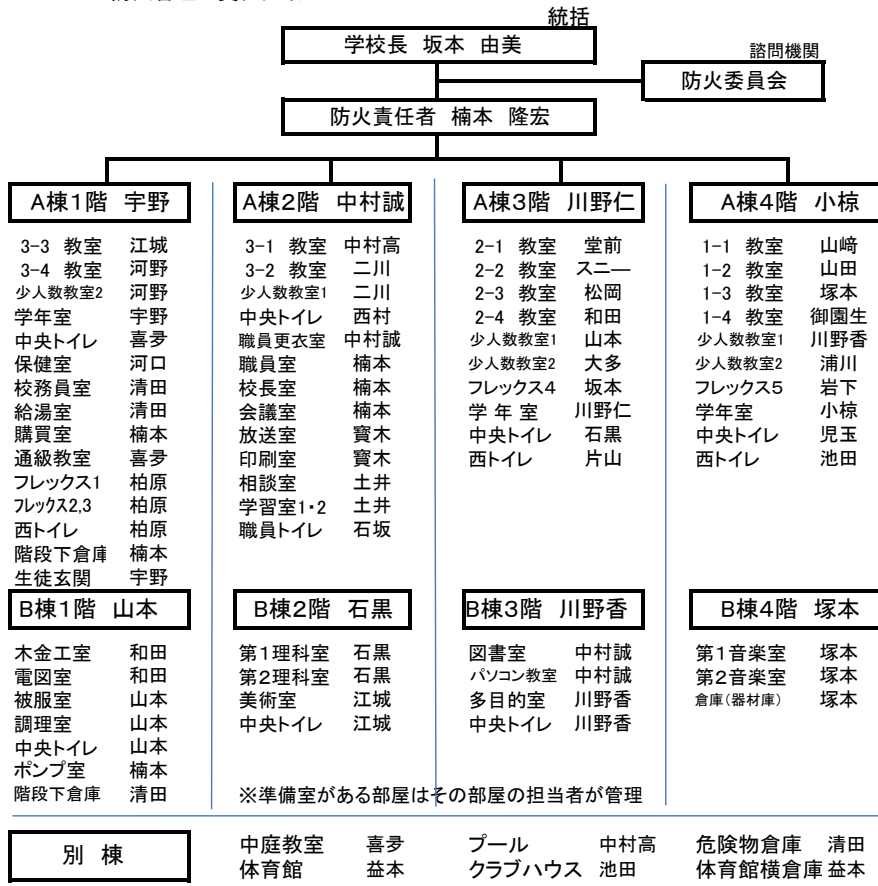 統括
学校長 坂本 由美
諮問機関
防火委員会
防火責任者 楠本 隆宏
A棟1階 宇野
3-3 教室 江城
3-4 教室 河野
少人数教室2 河野
学年室 宇野
中央トイレ 喜多
保健室 河口
校務員室 清田
給湯室 清田
購買室 楠本
通級教室 喜多
フレックス1 柏原
フレックス2,3 柏原
西トイレ 柏原
階段下倉庫 楠本
生徒玄関 宇野
A棟2階 中村誠
3-1 教室 中村高
3-2 教室 二川
少人数教室1 二川
中央トイレ 西村
職員更衣室 中村誠
職員室 楠本
校長室 楠本
会議室 楠本
放送室 寳木
印刷室 寳木
相談室 土井
学習室1・2 土井
職員トイレ 石坂
A棟3階 川野仁
2-1 教室 堂前
2-2 教室 スニ―
2-3 教室 松岡
2-4 教室 和田
少人数教室1 山本
少人数教室2 大多
フレックス4 坂本
学 年 室 川野仁
中央トイレ 石黒
西トイレ 片山
A棟4階 小椋
1-1 教室 山﨑
1-2 教室 山田
1-3 教室 塚本
1-4 教室 御園生
少人数教室1 川野香
少人数教室2 浦川
フレックス5 岩下
学年室 小椋
中央トイレ 児玉
西トイレ 池田
B棟1階 山本
木金工室 和田
電図室 和田
被服室 山本
調理室 山本
中央トイレ 山本
ポンプ室 楠本
階段下倉庫 清田
B棟2階 石黒
第1理科室 石黒
第2理科室 石黒
美術室 江城
中央トイレ 江城
B棟3階 川野香
図書室 中村誠
パソコン教室 中村誠
多目的室 川野香
中央トイレ 川野香
B棟4階 塚本
第1音楽室 塚本
第2音楽室 塚本
倉庫(器材庫) 塚本
※準備室がある部屋はその部屋の担当者が管理
別 棟
中庭教室 喜多
体育館 益本
プール 中村高
クラブハウス 池田
危険物倉庫 清田
体育館横倉庫 益本